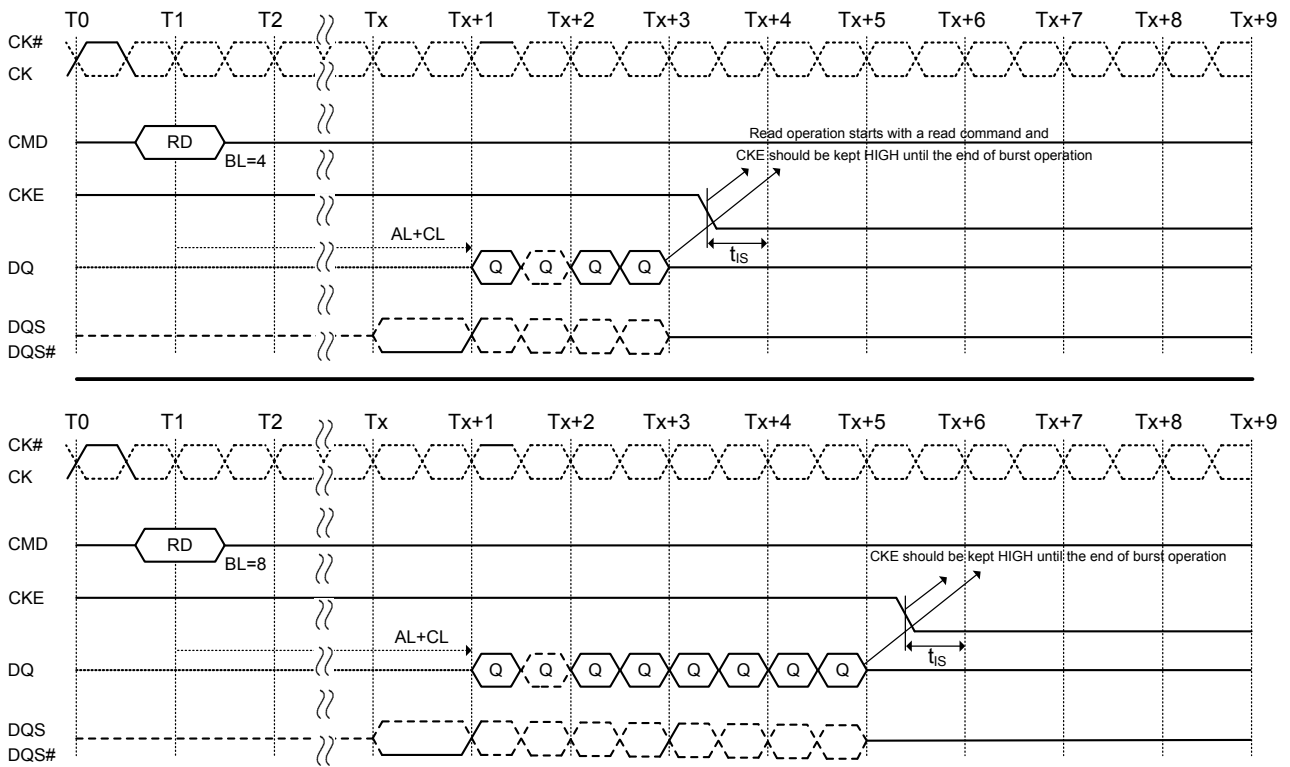 T0 T1 T2 Tx Tx+1 Tx+2 Tx+3 Tx+4 Tx+5 Tx+6 Tx+7 Tx+8 Tx+9
CK#
CK
Read operation starts with a read command and
CMD RD
BL=4
CKE should be kept HIGH until the end of burst operation
CKE
AL+CL
tIS
DQ Q Q Q Q
DQS
DQS#
T0 T1 T2 Tx Tx+1 Tx+2 Tx+3 Tx+4 Tx+5 Tx+6 Tx+7 Tx+8 Tx+9
CK#
CK
CMD RD
CKE should be kept HIGH until the end of burst operation
BL=8
CKE
AL+CL
tIS
DQ Q Q Q Q Q Q Q Q
DQS
DQS#